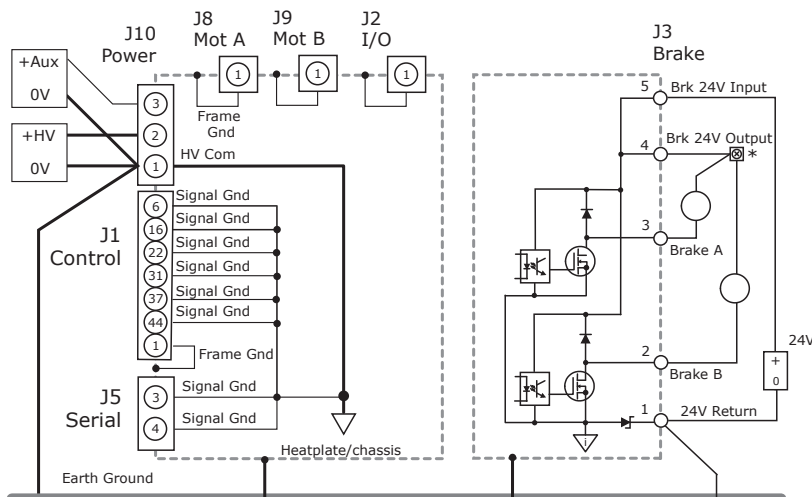 J10
Power
J8
Mot A
J9
Mot B
J2
I/O
+Aux
0V
+HV
0V
3
2
1
1
1
1
Frame
Gnd
HV Com
J1
Control
6
16
22
31
37
44
1
Signal Gnd
Signal Gnd
Signal Gnd
Signal Gnd
Signal Gnd
Signal Gnd
Frame Gnd
J5
Serial
3
4
Signal Gnd
Signal Gnd
Heatplate/chassis
Earth Ground
J3
Brake
5
Brk 24V Input
4
Brk 24V Output
*
3
Brake A
2
Brake B
1
24V Return
24V
+
0
i